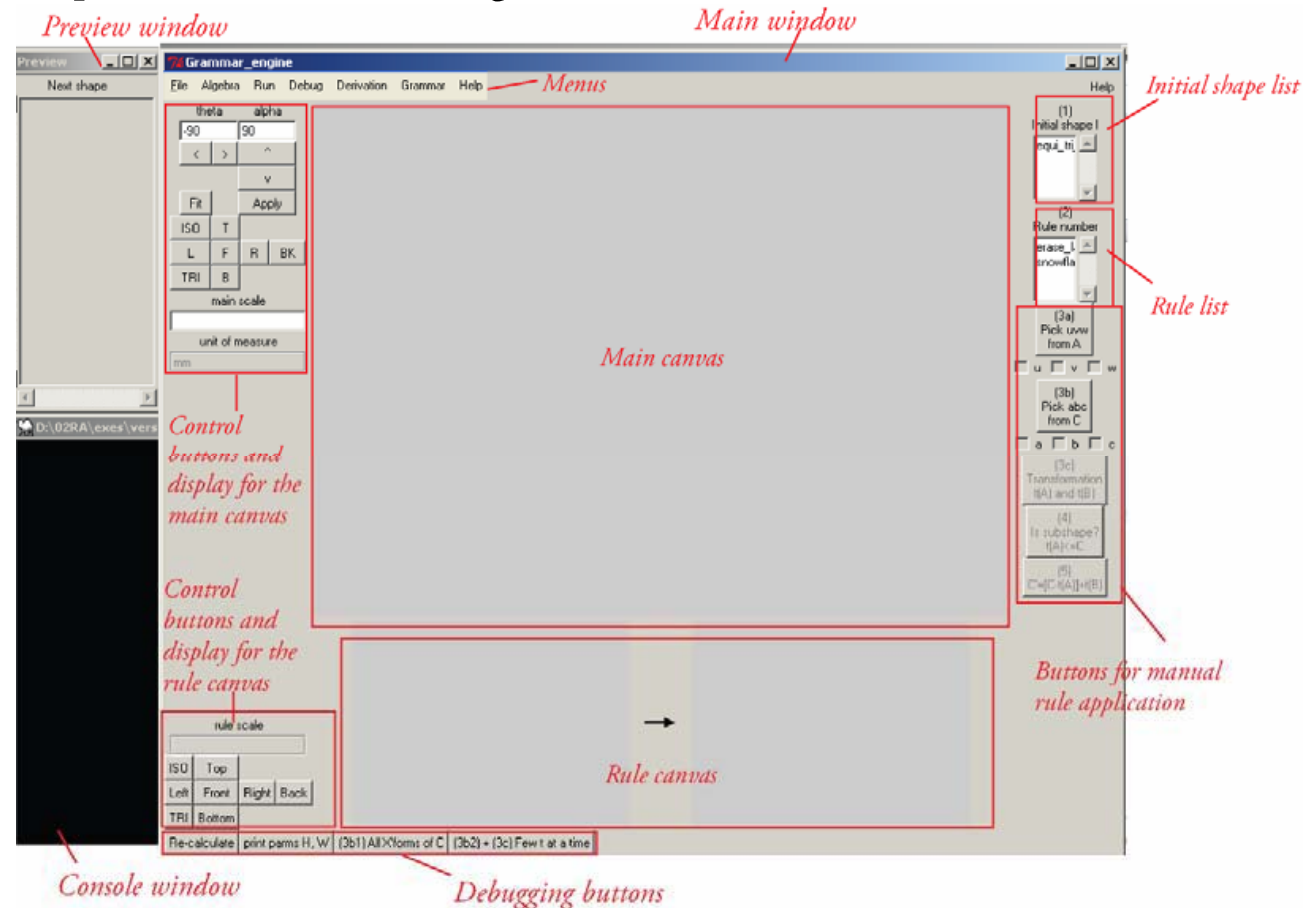 Preview window
Main window
Preview
Grammar_engine
Next shape
File Algebra Run Debug Derivation Grammar Help
Menus
Help
Initial shape list
theta alpha
-90 90
< > ^
v
Fit Apply
ISO T
L F R BK
TRI B
main scale
unit of measure
mm
(1)
Initial shape l
equi_tri_
(2)
Rule number
erase_L
snowfla
Rule list
(3a)
Pick uvw
from A
u v w
(3b)
Pick abc
from C
a b c
(3c)
Transformation
t(A) and t(B)
(4)
Is subshape?
t(A)<=C
(5)
C'=[C-t(A)]+t(B)
Main canvas
D:\02RA\exes\vers
Control
buttons and
display for the
main canvas
Control
buttons and
display for the
rule canvas
Buttons for manual
rule application
rule scale
ISO Top
Left Front Right Back
TRI Bottom
→
Rule canvas
Re-calculate print parms H, W (3b1) All X'forms of C (3b2) + (3c) Few t at a time
Console window
Debugging buttons